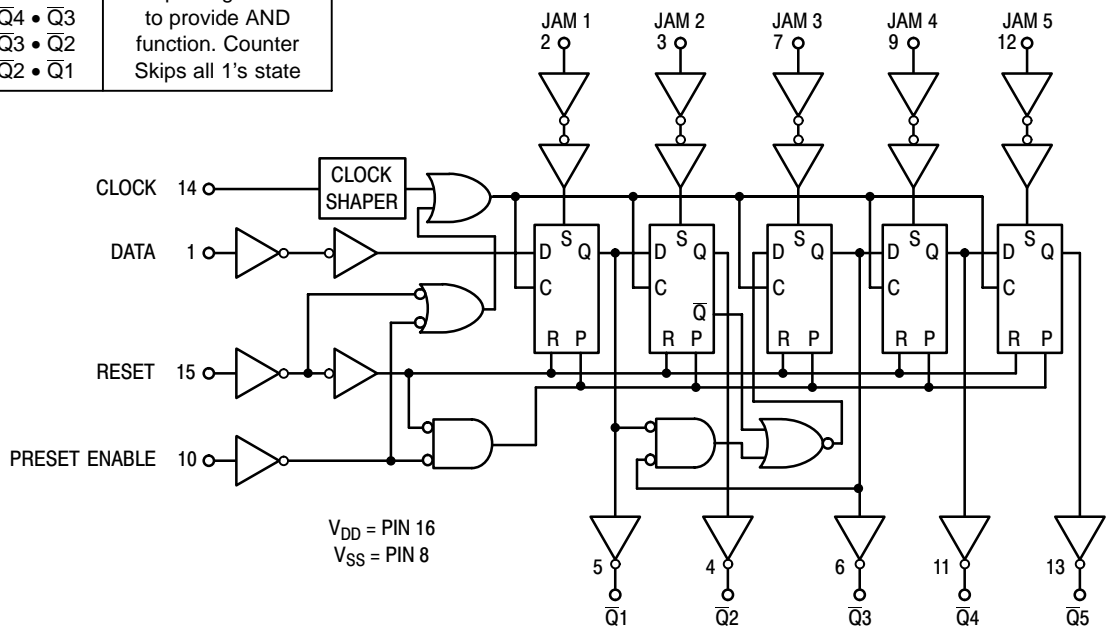 Q̅4 • Q̅3
Q̅3 • Q̅2
Q̅2 • Q̅1
to provide AND
function. Counter
Skips all 1's state
JAM 1
2
JAM 2
3
JAM 3
7
JAM 4
9
JAM 5
12
CLOCK 14
CLOCK
SHAPER
DATA 1
RESET 15
PRESET ENABLE 10
S
D Q
C
R P
S
D Q
C
Q̅
R P
S
D Q
C
R P
S
D Q
C
R P
S
D Q
C
R P
V_DD = PIN 16
V_SS = PIN 8
5
4
6
11
13
Q̅1
Q̅2
Q̅3
Q̅4
Q̅5